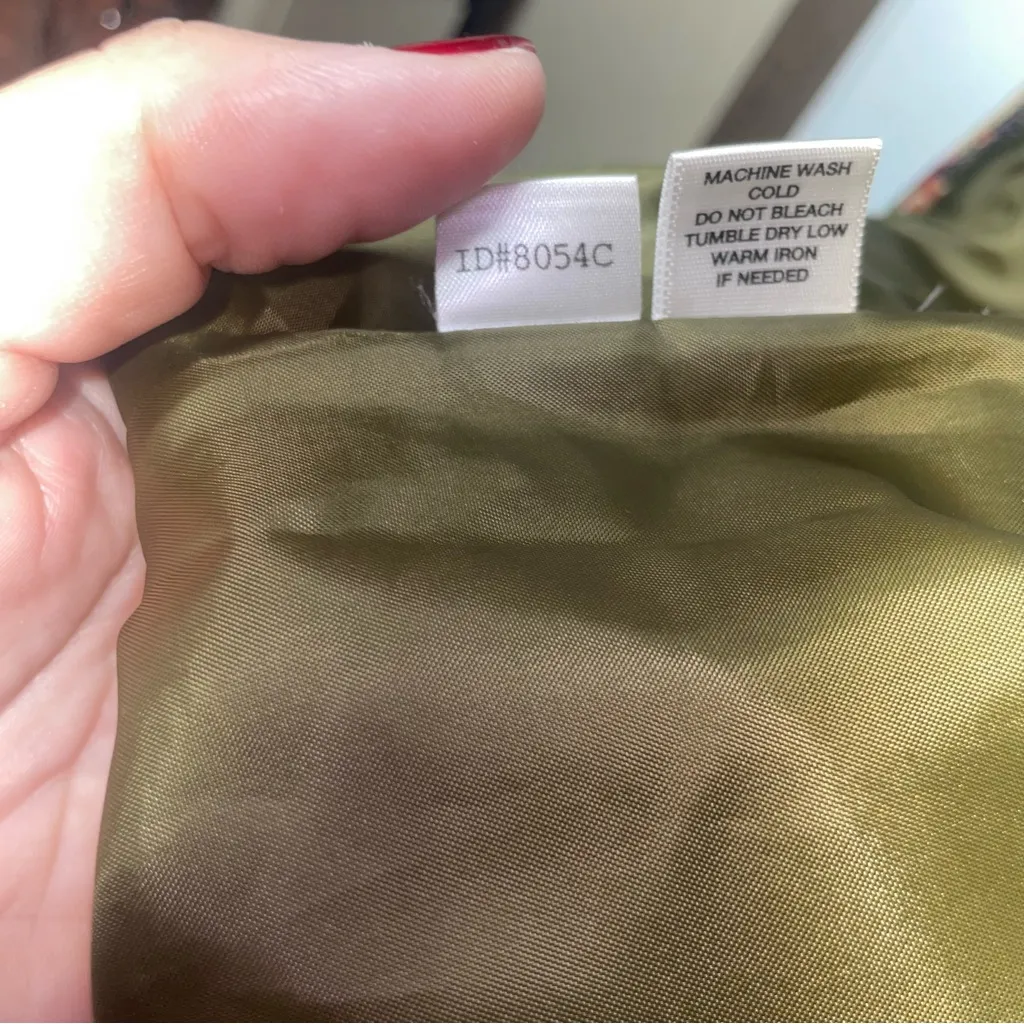 ID#8054C
MACHINE WASH
COLD
DO NOT BLEACH
TUMBLE DRY LOW
WARM IRON
IF NEEDED